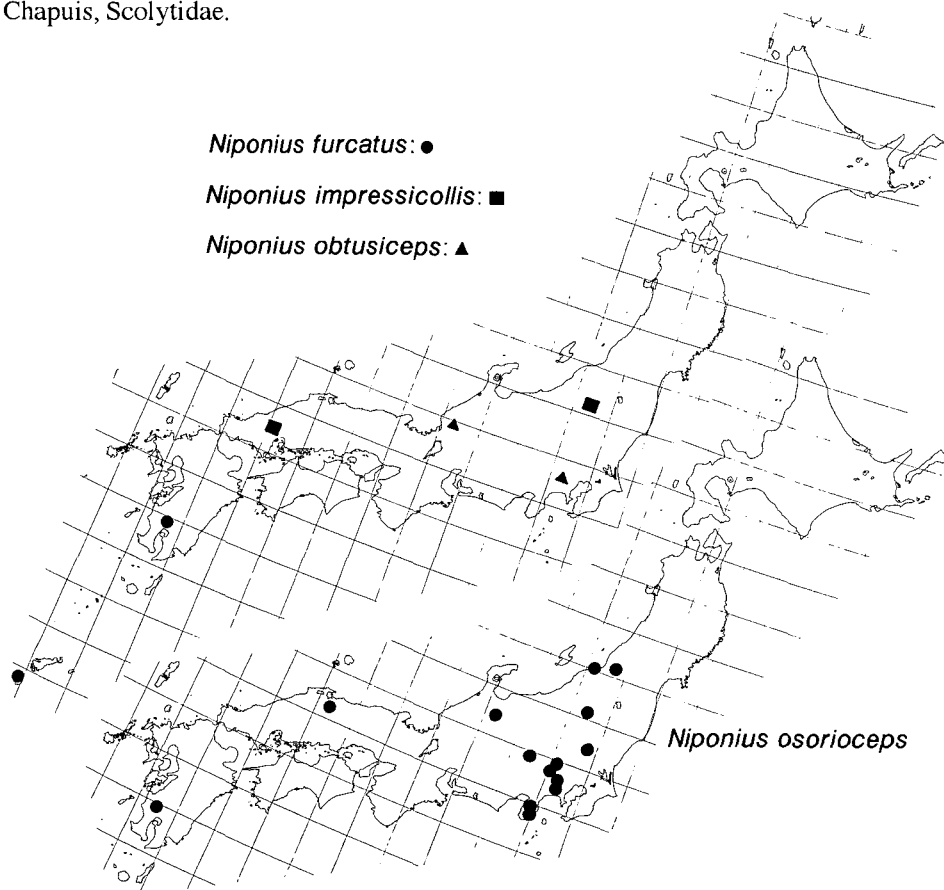 Chapuis, Scolytidae.
Niponius furcatus: ●
Niponius impressicollis: ■
Niponius obtusiceps: ▲
Niponius osorioceps